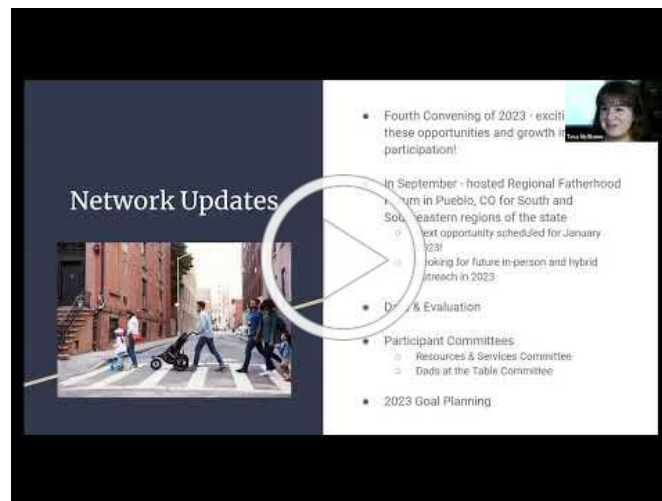 Network Updates
Fourth Convening of 2023 - exciti
these opportunities and growth i
participation!
In September - hosted Regional Fatherhood
rum in Pueblo, CO for South and
Sou eastern regions of the state
ext opportunity scheduled for January
023!
oking for future in-person and hybrid
utreach in 2023
D & Evaluation
Participant Committees
Resources & Services Committee
Dads at the Table Committee
2023 Goal Planning